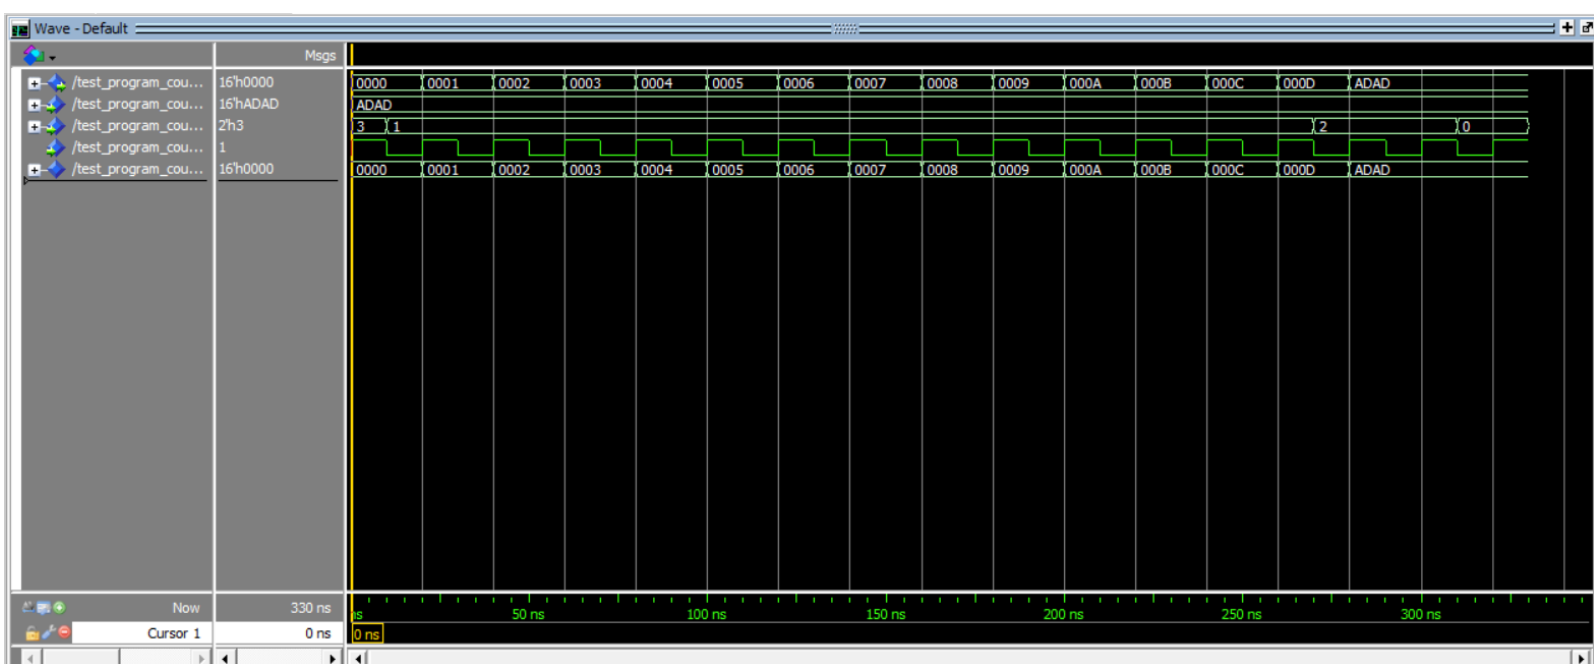 Wave - Default
Msgs
/test_program_cou... 16'h0000 0000 0001 0002 0003 0004 0005 0006 0007 0008 0009 000A 000B 000C 000D ADAD
/test_program_cou... 16'hADAD ADAD
/test_program_cou... 2'h3 3 1 2 0
/test_program_cou... 1
/test_program_cou... 16'h0000 0000 0001 0002 0003 0004 0005 0006 0007 0008 0009 000A 000B 000C 000D ADAD
Now 330 ns ns 50 ns 100 ns 150 ns 200 ns 250 ns 300 ns
Cursor 1 0 ns 0 ns